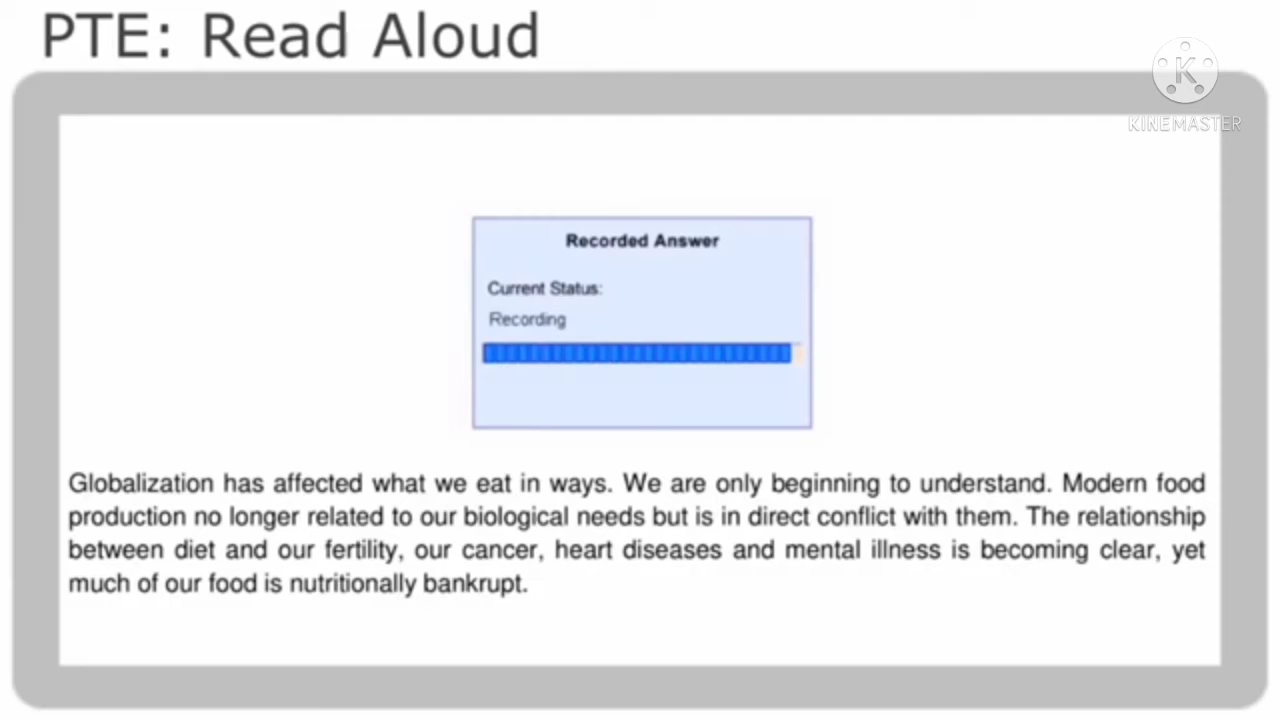 PTE: Read Aloud
KINEMASTER
Recorded Answer
Current Status:
Recording
Globalization has affected what we eat in ways. We are only beginning to understand. Modern food
production no longer related to our biological needs but is in direct conflict with them. The relationship
between diet and our fertility, our cancer, heart diseases and mental illness is becoming clear, yet
much of our food is nutritionally bankrupt.